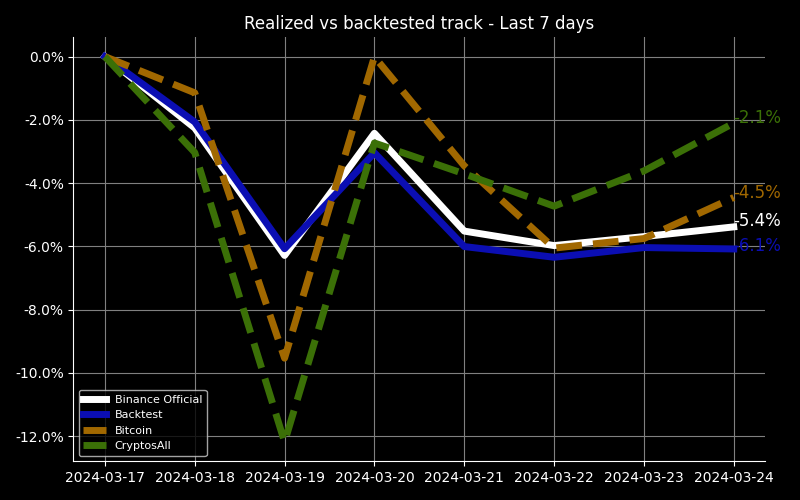 Realized vs backtested track - Last 7 days
0.0%
-2.0%
-4.0%
-6.0%
-8.0%
-10.0%
-12.0%
-2.1%
-4.5%
-5.4%
-6.1%
Binance Official
Backtest
Bitcoin
CryptosAll
2024-03-17 2024-03-18 2024-03-19 2024-03-20 2024-03-21 2024-03-22 2024-03-23 2024-03-24